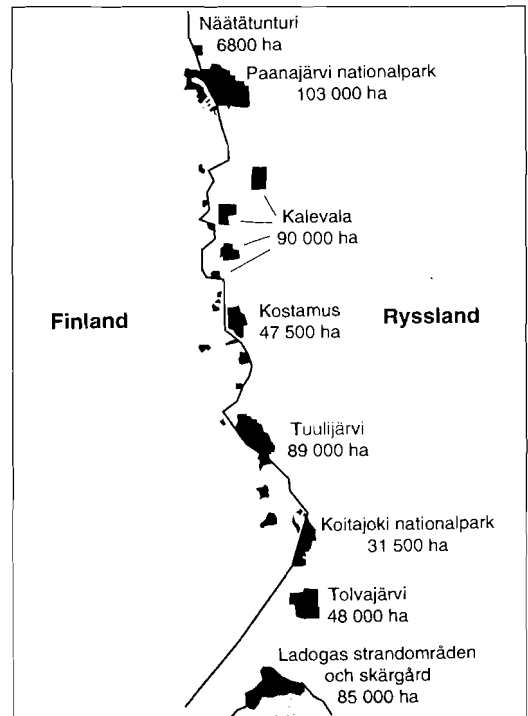 Näätätunturi
6800 ha
Paanajärvi nationalpark
103 000 ha
Kalevala
90 000 ha
Kostamus
47 500 ha
Finland
Ryssland
Tuulijärvi
89 000 ha
Koitajoki nationalpark
31 500 ha
Tolvajärvi
48 000 ha
Ladogas strandområden
och skärgård
85 000 ha